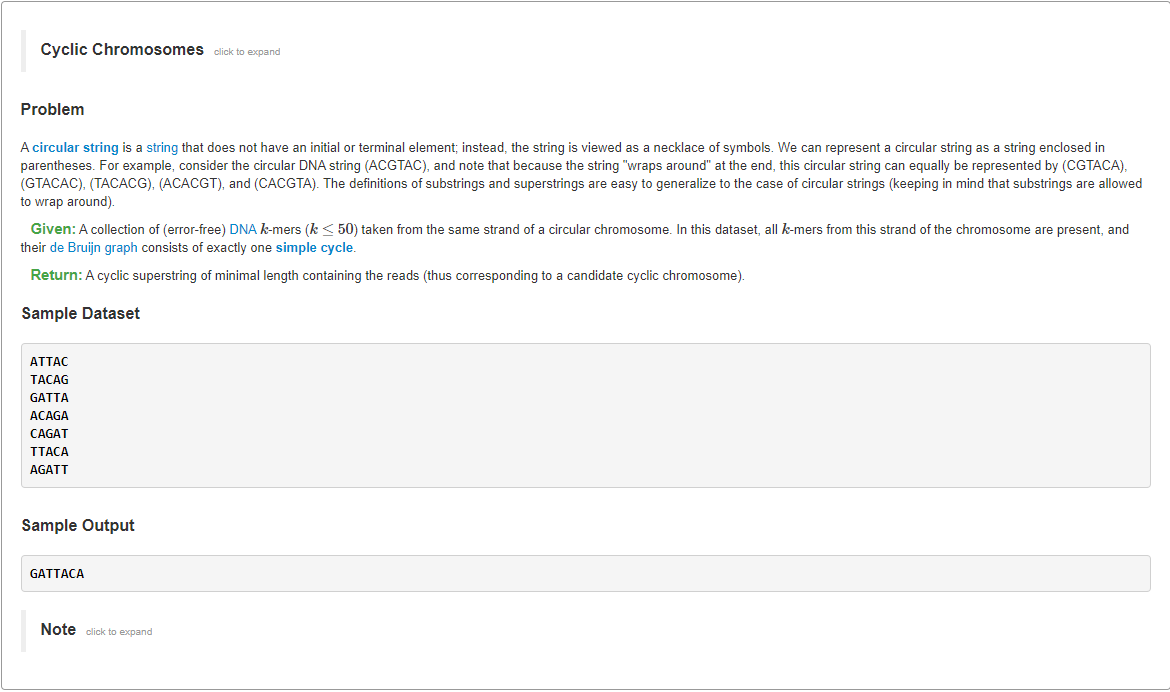 Cyclic Chromosomes click to expand
Problem
A circular string is a string that does not have an initial or terminal element; instead, the string is viewed as a necklace of symbols. We can represent a circular string as a string enclosed in
parentheses. For example, consider the circular DNA string (ACGTAC), and note that because the string "wraps around" at the end, this circular string can equally be represented by (CGTACA),
(GTACAC), (TACACG), (ACACGT), and (CACGTA). The definitions of substrings and superstrings are easy to generalize to the case of circular strings (keeping in mind that substrings are allowed
to wrap around).
Given: A collection of (error-free) DNA k-mers (k ≤ 50) taken from the same strand of a circular chromosome. In this dataset, all k-mers from this strand of the chromosome are present, and
their de Bruijn graph consists of exactly one simple cycle.
Return: A cyclic superstring of minimal length containing the reads (thus corresponding to a candidate cyclic chromosome).
Sample Dataset
ATTAC
TACAG
GATTA
ACAGA
CAGAT
TTACA
AGATT
Sample Output
GATTACA
Note click to expand